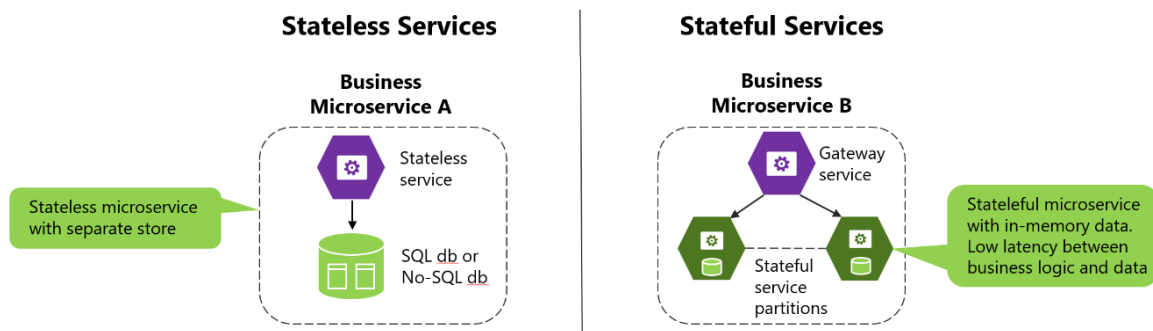 Stateless Services
Business
Microservice A
Stateless
service
Stateless microservice
with separate store
SQL db or
No-SQL db
Stateful Services
Business
Microservice B
Gateway
service
Stateful
service
partitions
Stateleful microservice
with in-memory data.
Low latency between
business logic and data